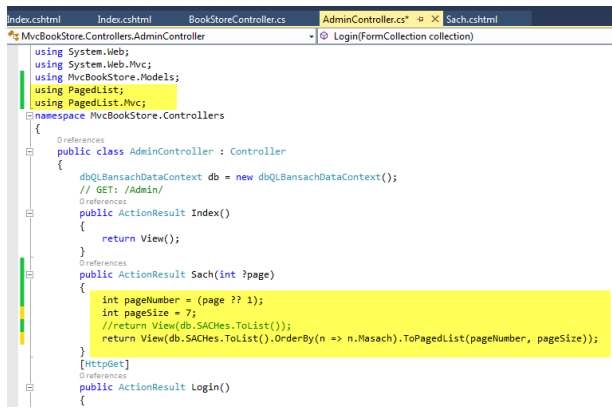 Index.cshtml Index.cshtml BookStoreController.cs AdminController.cs* Sach.cshtml
MvcBookStore.Controllers.AdminController Login(FormCollection collection)
using System.Web;
using System.Web.Mvc;
using MvcBookStore.Models;
using PagedList;
using PagedList.Mvc;
namespace MvcBookStore.Controllers
{
0 references
public class AdminController : Controller
{
dbQLBansachDataContext db = new dbQLBansachDataContext();
// GET: /Admin/
0 references
public ActionResult Index()
{
return View();
}
0 references
public ActionResult Sach(int ?page)
{
int pageNumber = (page ?? 1);
int pageSize = 7;
//return View(db.SACHes.ToList());
return View(db.SACHes.ToList().OrderBy(n => n.Masach).ToPagedList(pageNumber, pageSize));
}
[HttpGet]
0 references
public ActionResult Login()
{